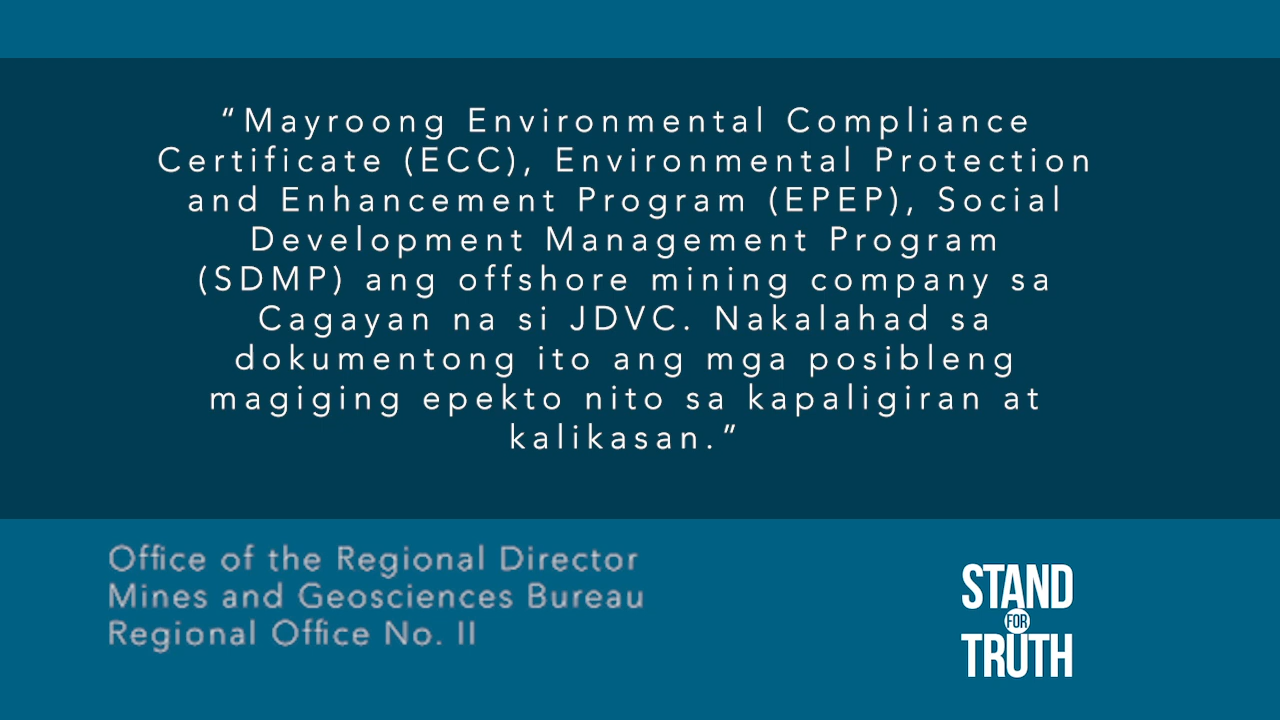 “Mayroong Environmental Compliance
Certificate (ECC), Environmental Protection
and Enhancement Program (EPEP), Social
Development Management Program
(SDMP) ang offshore mining company sa
Cagayan na si JDVC. Nakalahad sa
dokumentong ito ang mga posibleng
magiging epekto nito sa kapaligiran at
kalikasan.”
Office of the Regional Director
Mines and Geosciences Bureau
Regional Office No. II
STAND
FOR
TRUTH